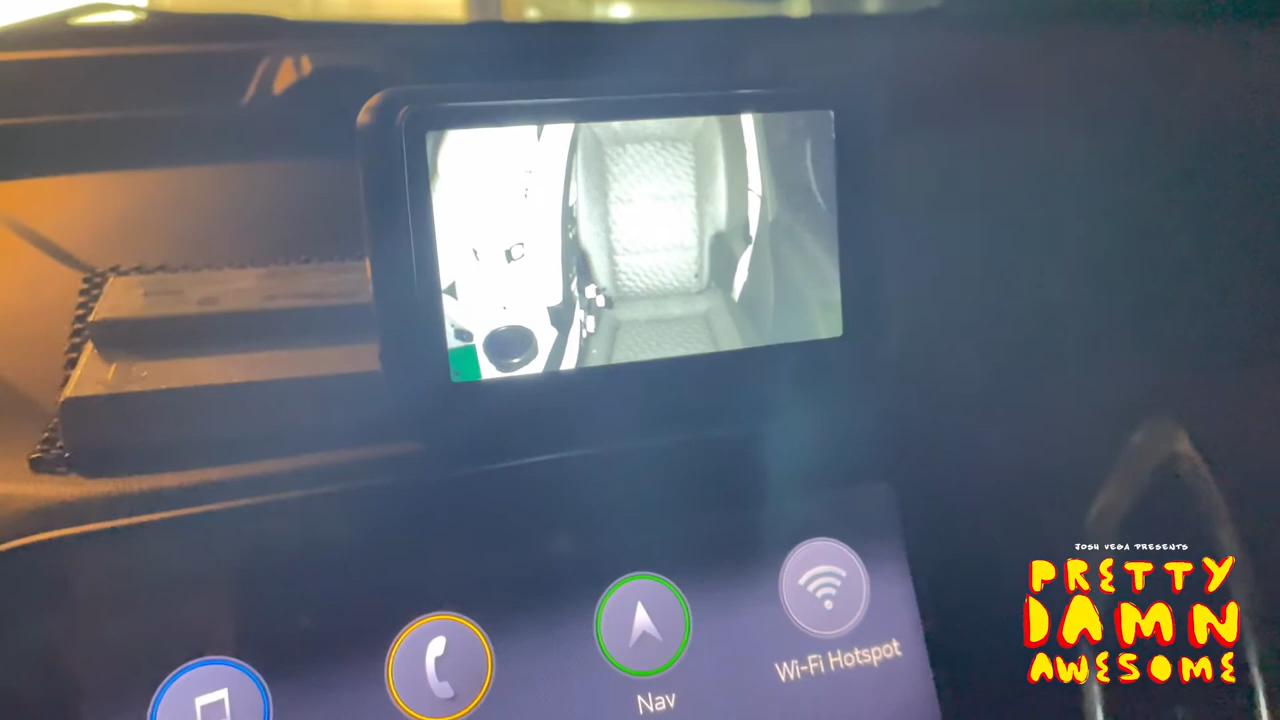 Nav
Wi-Fi Hotspot
JOSH VEGA PRESENTS
PRETTY
DAMN
AWESOME